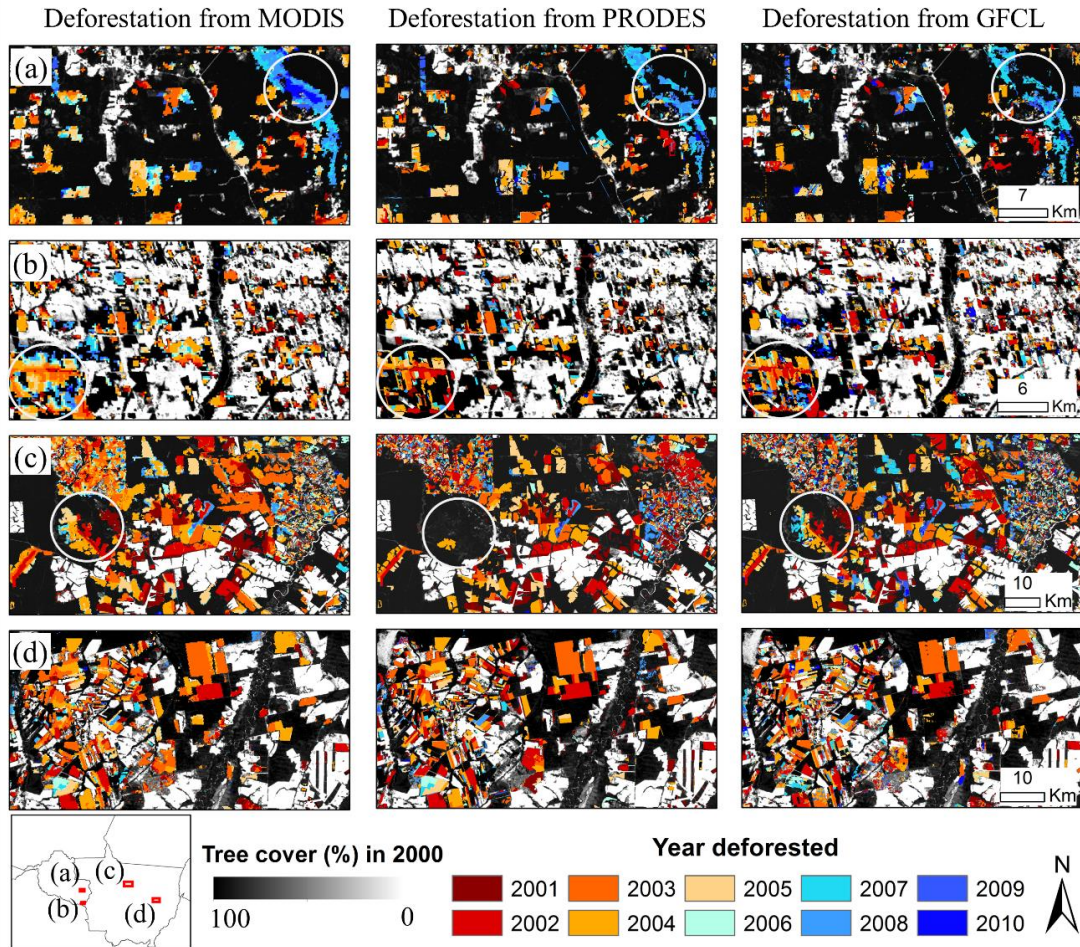 Deforestation from MODIS Deforestation from PRODES Deforestation from GFCL
(a)
7
Km
(b)
6
Km
(c)
10
Km
(d)
10
Km
(a) (c)
(b) (d)
Tree cover (%) in 2000
100 0
Year deforested
2001 2003 2005 2007 2009
2002 2004 2006 2008 2010
N